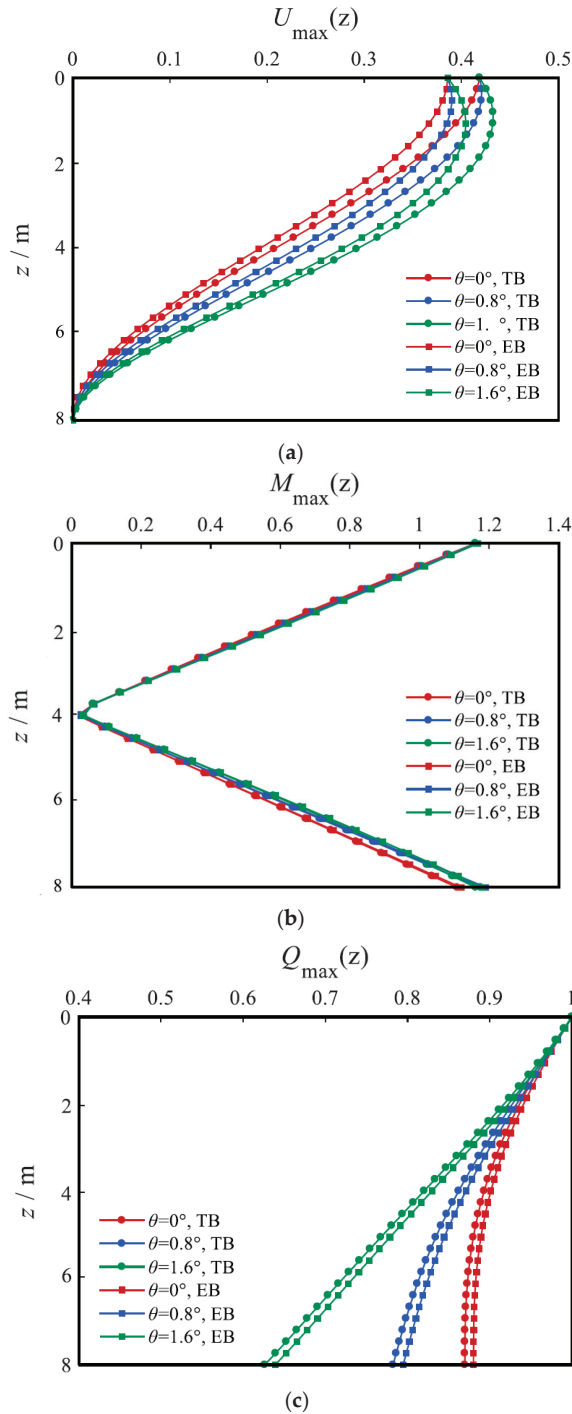 U_max(z)
0 0.1 0.2 0.3 0.4 0.5
0
2
4
6
8
z / m
θ=0°, TB
θ=0.8°, TB
θ=1. °, TB
θ=0°, EB
θ=0.8°, EB
θ=1.6°, EB
(a)
M_max(z)
0 0.2 0.4 0.6 0.8 1 1.2 1.4
0
2
4
6
8
z / m
θ=0°, TB
θ=0.8°, TB
θ=1.6°, TB
θ=0°, EB
θ=0.8°, EB
θ=1.6°, EB
(b)
Q_max(z)
0.4 0.5 0.6 0.7 0.8 0.9 1
0
2
4
6
8
z / m
θ=0°, TB
θ=0.8°, TB
θ=1.6°, TB
θ=0°, EB
θ=0.8°, EB
θ=1.6°, EB
(c)